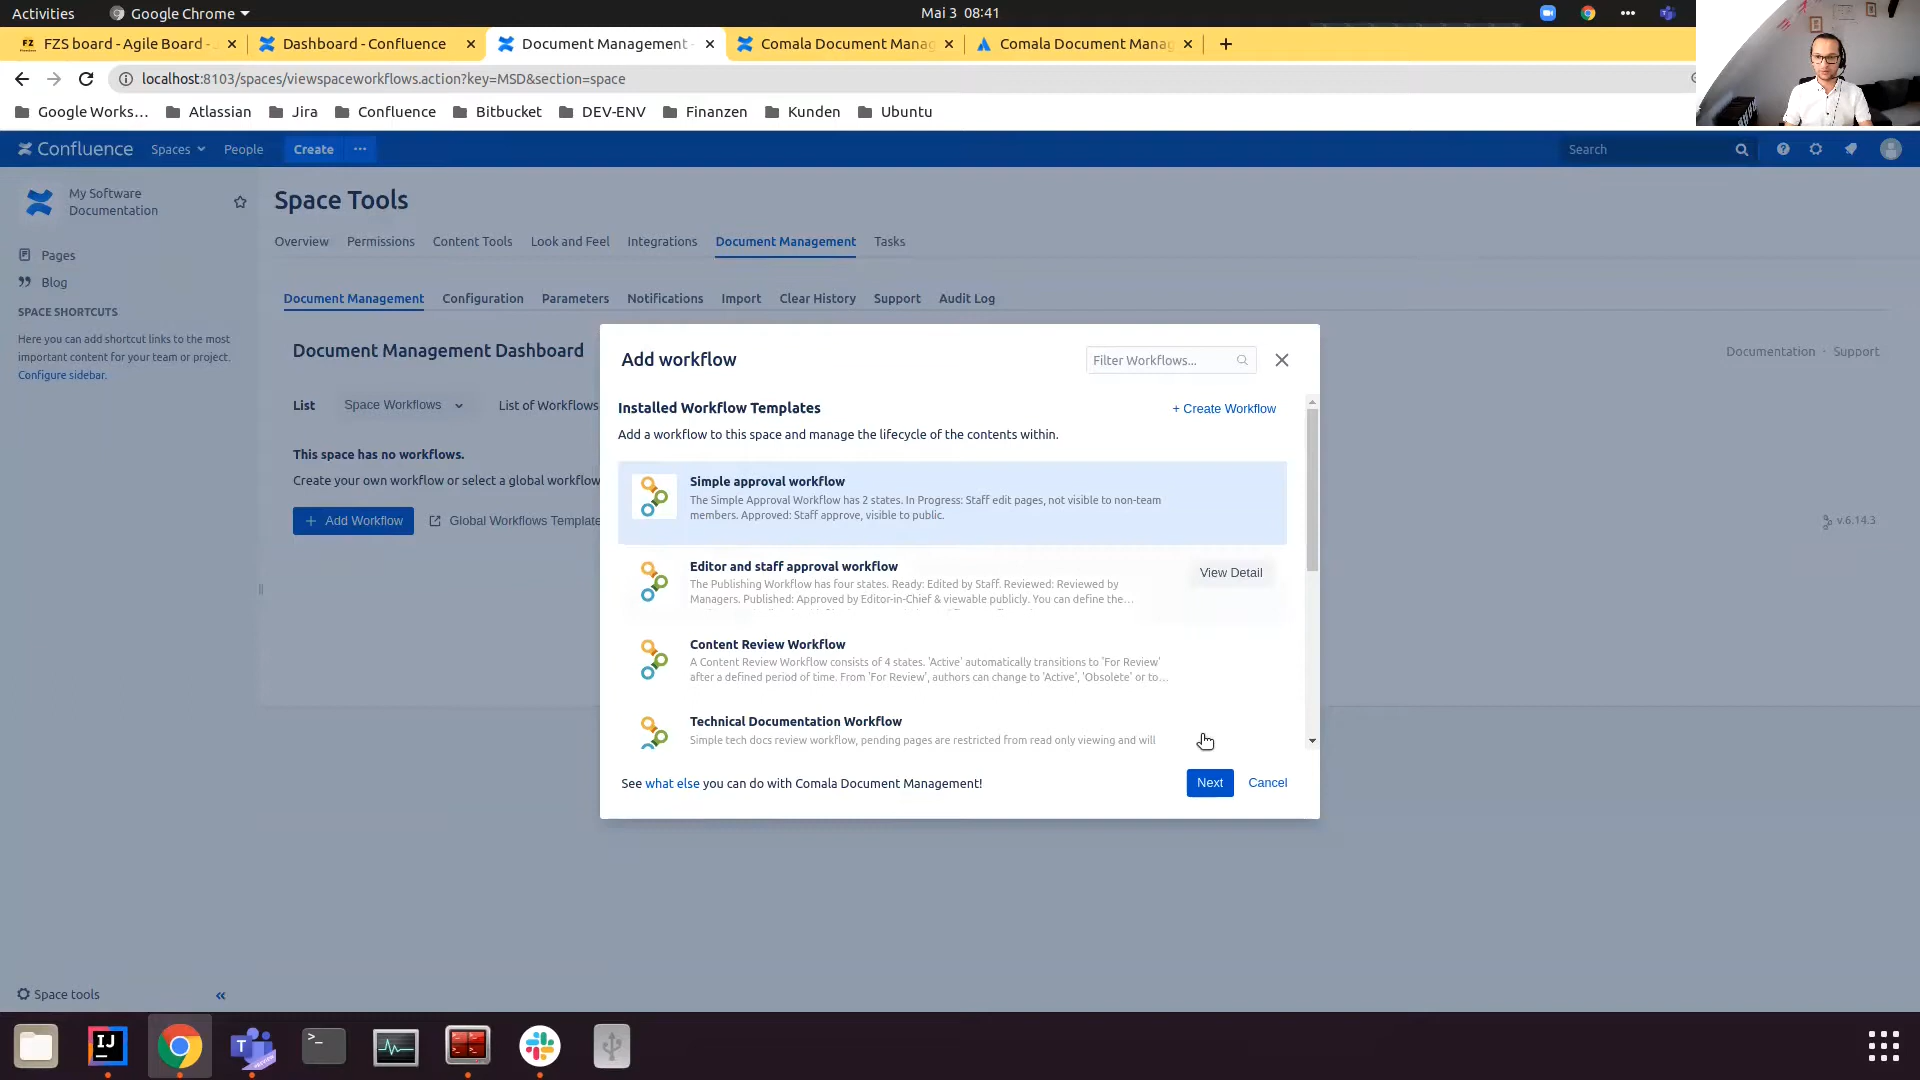 Activities
Google Chrome
Mai 3 08:41
FZ
FZS board - Agile Board -
Dashboard - Confluence
Document Management -
Comala Document Manag
Comala Document Manag
localhost:8103/spaces/viewspaceworkflows.action?key=MSD&section=space
Google Works...
Atlassian
Jira
Confluence
Bitbucket
DEV-ENV
Finanzen
Kunden
Ubuntu
Confluence
Spaces
People
Create
Search
My Software
Documentation
Pages
Blog
SPACE SHORTCUTS
Here you can add shortcut links to the most
important content for your team or project.
Configure sidebar.
Space Tools
Overview
Permissions
Content Tools
Look and Feel
Integrations
Document Management
Tasks
Document Management
Configuration
Parameters
Notifications
Import
Clear History
Support
Audit Log
Document Management Dashboard
Documentation · Support
List
Space Workflows
List of Workflows
This space has no workflows.
Create your own workflow or select a global workflow
+ Add Workflow
Global Workflows Template
v.6.14.3
Add workflow
Filter Workflows...
Installed Workflow Templates
+ Create Workflow
Add a workflow to this space and manage the lifecycle of the contents within.
Simple approval workflow
The Simple Approval Workflow has 2 states. In Progress: Staff edit pages, not visible to non-team
members. Approved: Staff approve, visible to public.
Editor and staff approval workflow
The Publishing Workflow has four states. Ready: Edited by Staff. Reviewed: Reviewed by
Managers. Published: Approved by Editor-in-Chief & viewable publicly. You can define the...
View Detail
Content Review Workflow
A Content Review Workflow consists of 4 states. 'Active' automatically transitions to 'For Review'
after a defined period of time. From 'For Review', authors can change to 'Active', 'Obsolete' or to...
Technical Documentation Workflow
Simple tech docs review workflow, pending pages are restricted from read only viewing and will
See what else you can do with Comala Document Management!
Next
Cancel
Space tools
IJ
T